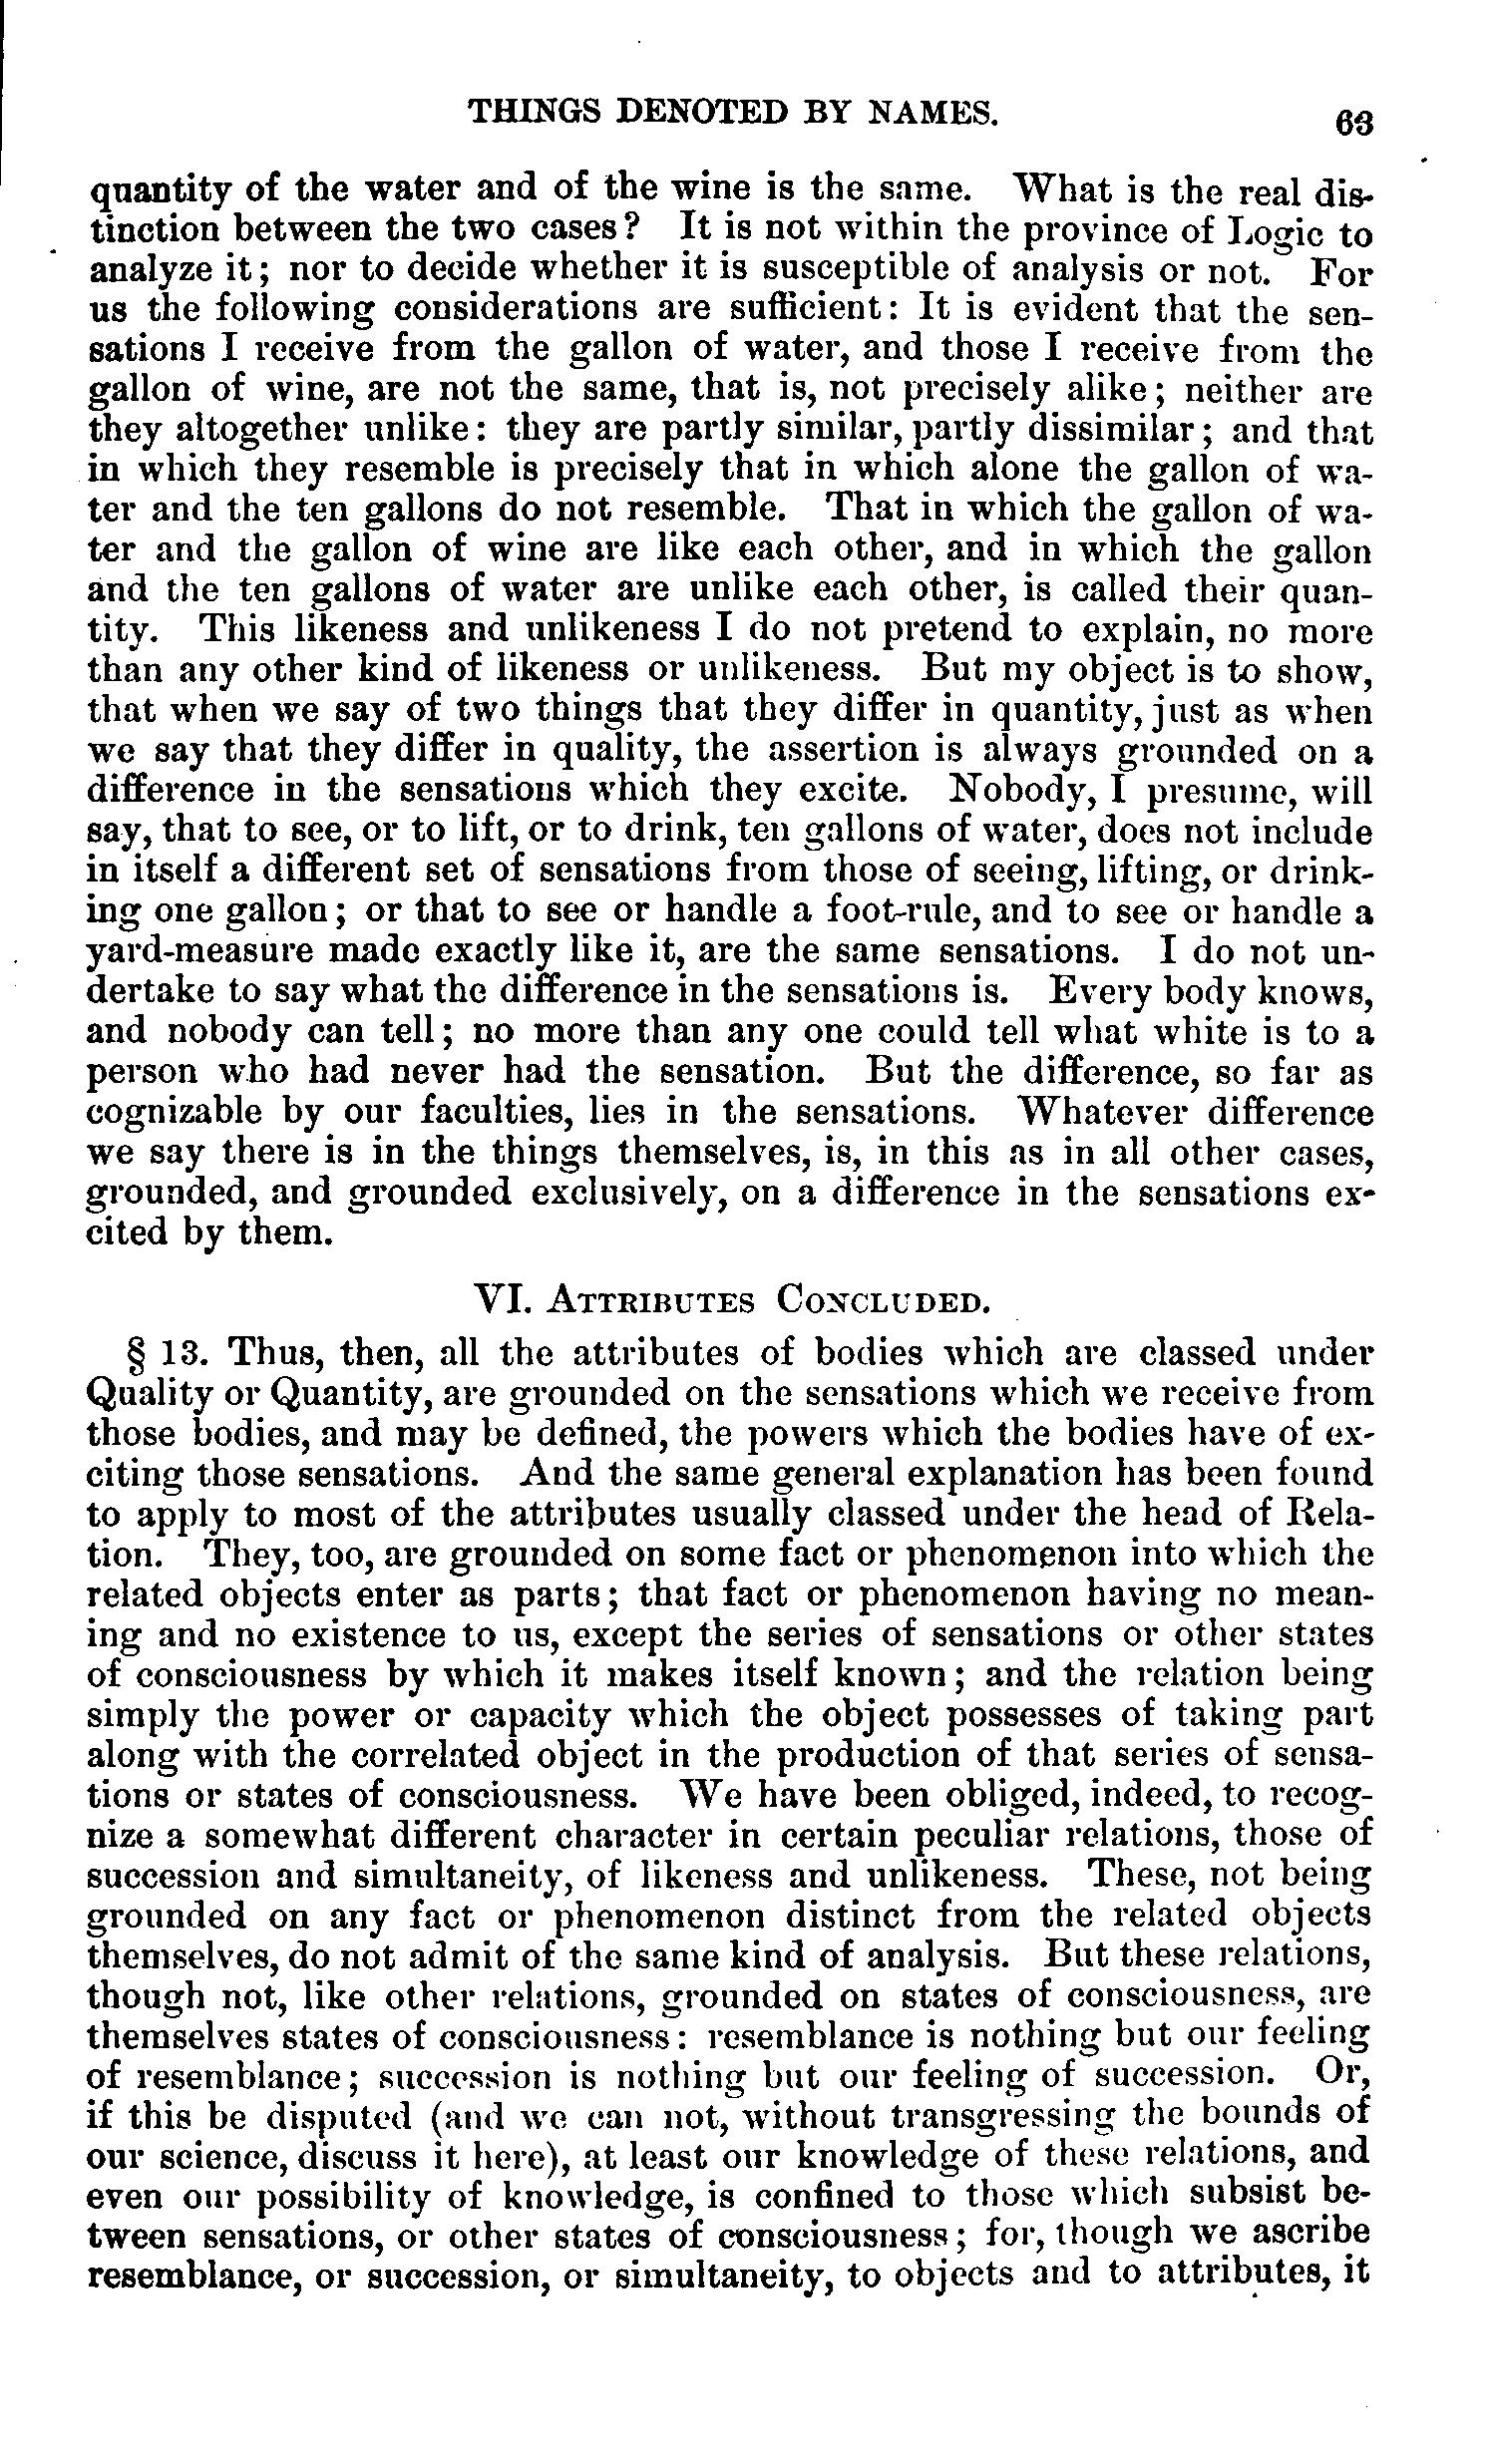 THINGS DENOTED BY NAMES. 63
quantity of the water and of the wine is the same. What is the real dis-
tinction between the two cases? It is not within the province of Logic to
analyze it; nor to decide whether it is susceptible of analysis or not. For
us the following considerations are sufficient: It is evident that the sen-
sations I receive from the gallon of water, and those I receive from the
gallon of wine, are not the same, that is, not precisely alike; neither are
they altogether unlike: they are partly similar, partly dissimilar; and that
in which they resemble is precisely that in which alone the gallon of wa-
ter and the ten gallons do not resemble. That in which the gallon of wa-
ter and the gallon of wine are like each other, and in which the gallon
and the ten gallons of water are unlike each other, is called their quan-
tity. This likeness and unlikeness I do not pretend to explain, no more
than any other kind of likeness or unlikeness. But my object is to show,
that when we say of two things that they differ in quantity, just as when
we say that they differ in quality, the assertion is always grounded on a
difference in the sensations which they excite. Nobody, I presume, will
say, that to see, or to lift, or to drink, ten gallons of water, does not include
in itself a different set of sensations from those of seeing, lifting, or drink-
ing one gallon; or that to see or handle a foot-rule, and to see or handle a
yard-measure made exactly like it, are the same sensations. I do not un-
dertake to say what the difference in the sensations is. Every body knows,
and nobody can tell; no more than any one could tell what white is to a
person who had never had the sensation. But the difference, so far as
cognizable by our faculties, lies in the sensations. Whatever difference
we say there is in the things themselves, is, in this as in all other cases,
grounded, and grounded exclusively, on a difference in the sensations ex-
cited by them.
VI. ATTRIBUTES CONCLUDED.
§ 13. Thus, then, all the attributes of bodies which are classed under
Quality or Quantity, are grounded on the sensations which we receive from
those bodies, and may be defined, the powers which the bodies have of ex-
citing those sensations. And the same general explanation has been found
to apply to most of the attributes usually classed under the head of Rela-
tion. They, too, are grounded on some fact or phenomenon into which the
related objects enter as parts; that fact or phenomenon having no mean-
ing and no existence to us, except the series of sensations or other states
of consciousness by which it makes itself known; and the relation being
simply the power or capacity which the object possesses of taking part
along with the correlated object in the production of that series of sensa-
tions or states of consciousness. We have been obliged, indeed, to recog-
nize a somewhat different character in certain peculiar relations, those of
succession and simultaneity, of likeness and unlikeness. These, not being
grounded on any fact or phenomenon distinct from the related objects
themselves, do not admit of the same kind of analysis. But these relations,
though not, like other relations, grounded on states of consciousness, are
themselves states of consciousness: resemblance is nothing but our feeling
of resemblance; succession is nothing but our feeling of succession. Or,
if this be disputed (and we can not, without transgressing the bounds of
our science, discuss it here), at least our knowledge of these relations, and
even our possibility of knowledge, is confined to those which subsist be-
tween sensations, or other states of consciousness; for, though we ascribe
resemblance, or succession, or simultaneity, to objects and to attributes, it